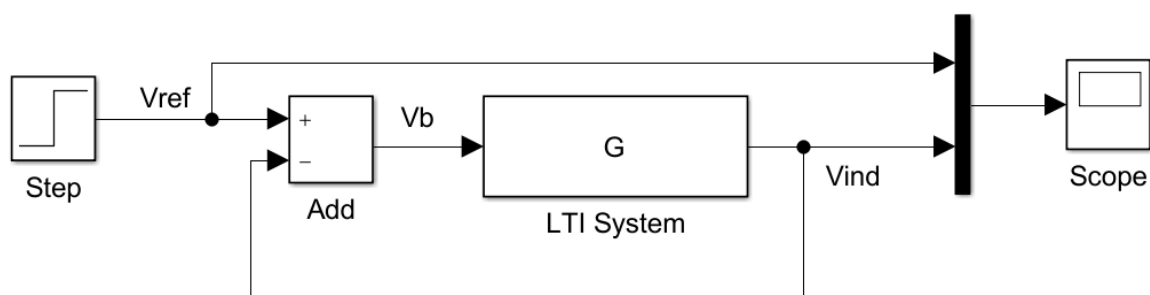 Vref
+
−
Vb
G
Vind
Step
Add
LTI System
Scope